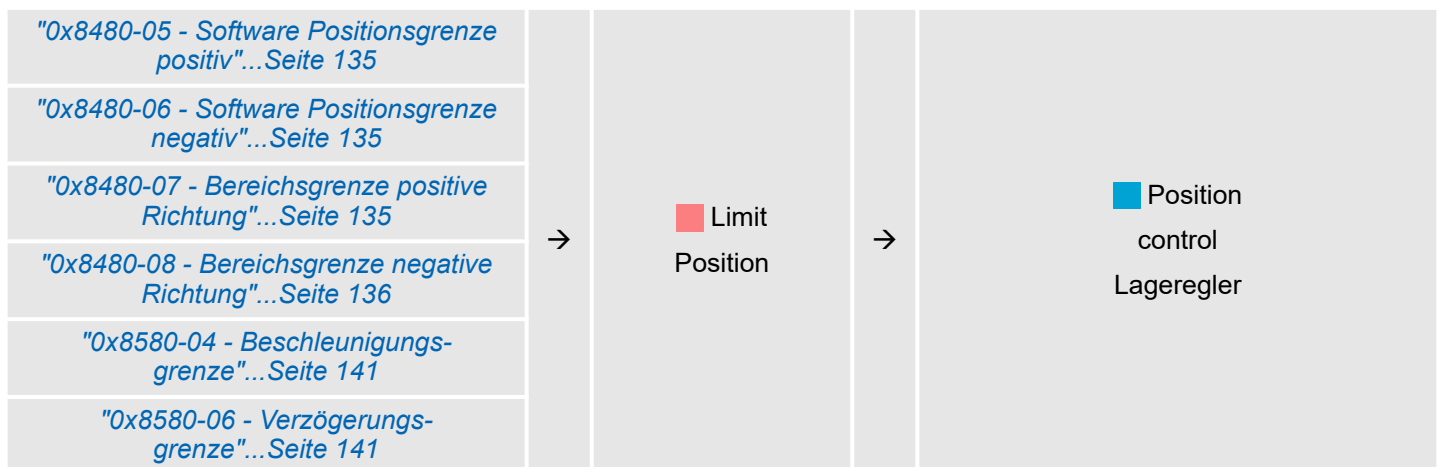 "0x8480-05 - Software Positionsgrenze
positiv"...Seite 135
"0x8480-06 - Software Positionsgrenze
negativ"...Seite 135
"0x8480-07 - Bereichsgrenze positive
Richtung"...Seite 135
"0x8480-08 - Bereichsgrenze negative
Richtung"...Seite 136
"0x8580-04 - Beschleunigungs-
grenze"...Seite 141
"0x8580-06 - Verzögerungs-
grenze"...Seite 141
→
Limit
Position
→
Position
control
Lageregler